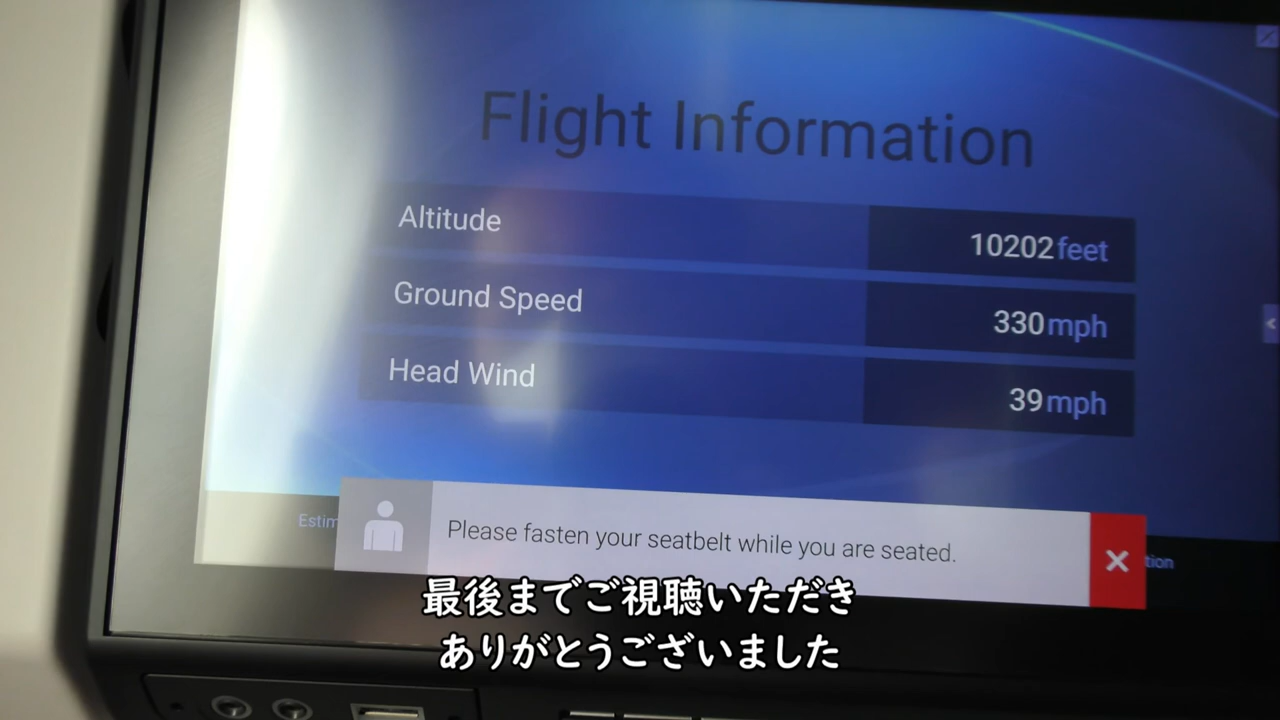 Flight Information
Altitude
10202 feet
Ground Speed
330 mph
Head Wind
39 mph
Estim
Please fasten your seatbelt while you are seated.
tion
最後までご視聴いただき
ありがとうございました